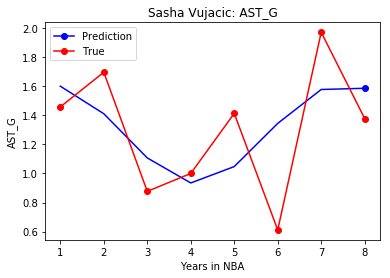 Sasha Vujacic: AST_G
Prediction
True
AST_G
2.0
1.8
1.6
1.4
1.2
1.0
0.8
0.6
1 2 3 4 5 6 7 8
Years in NBA